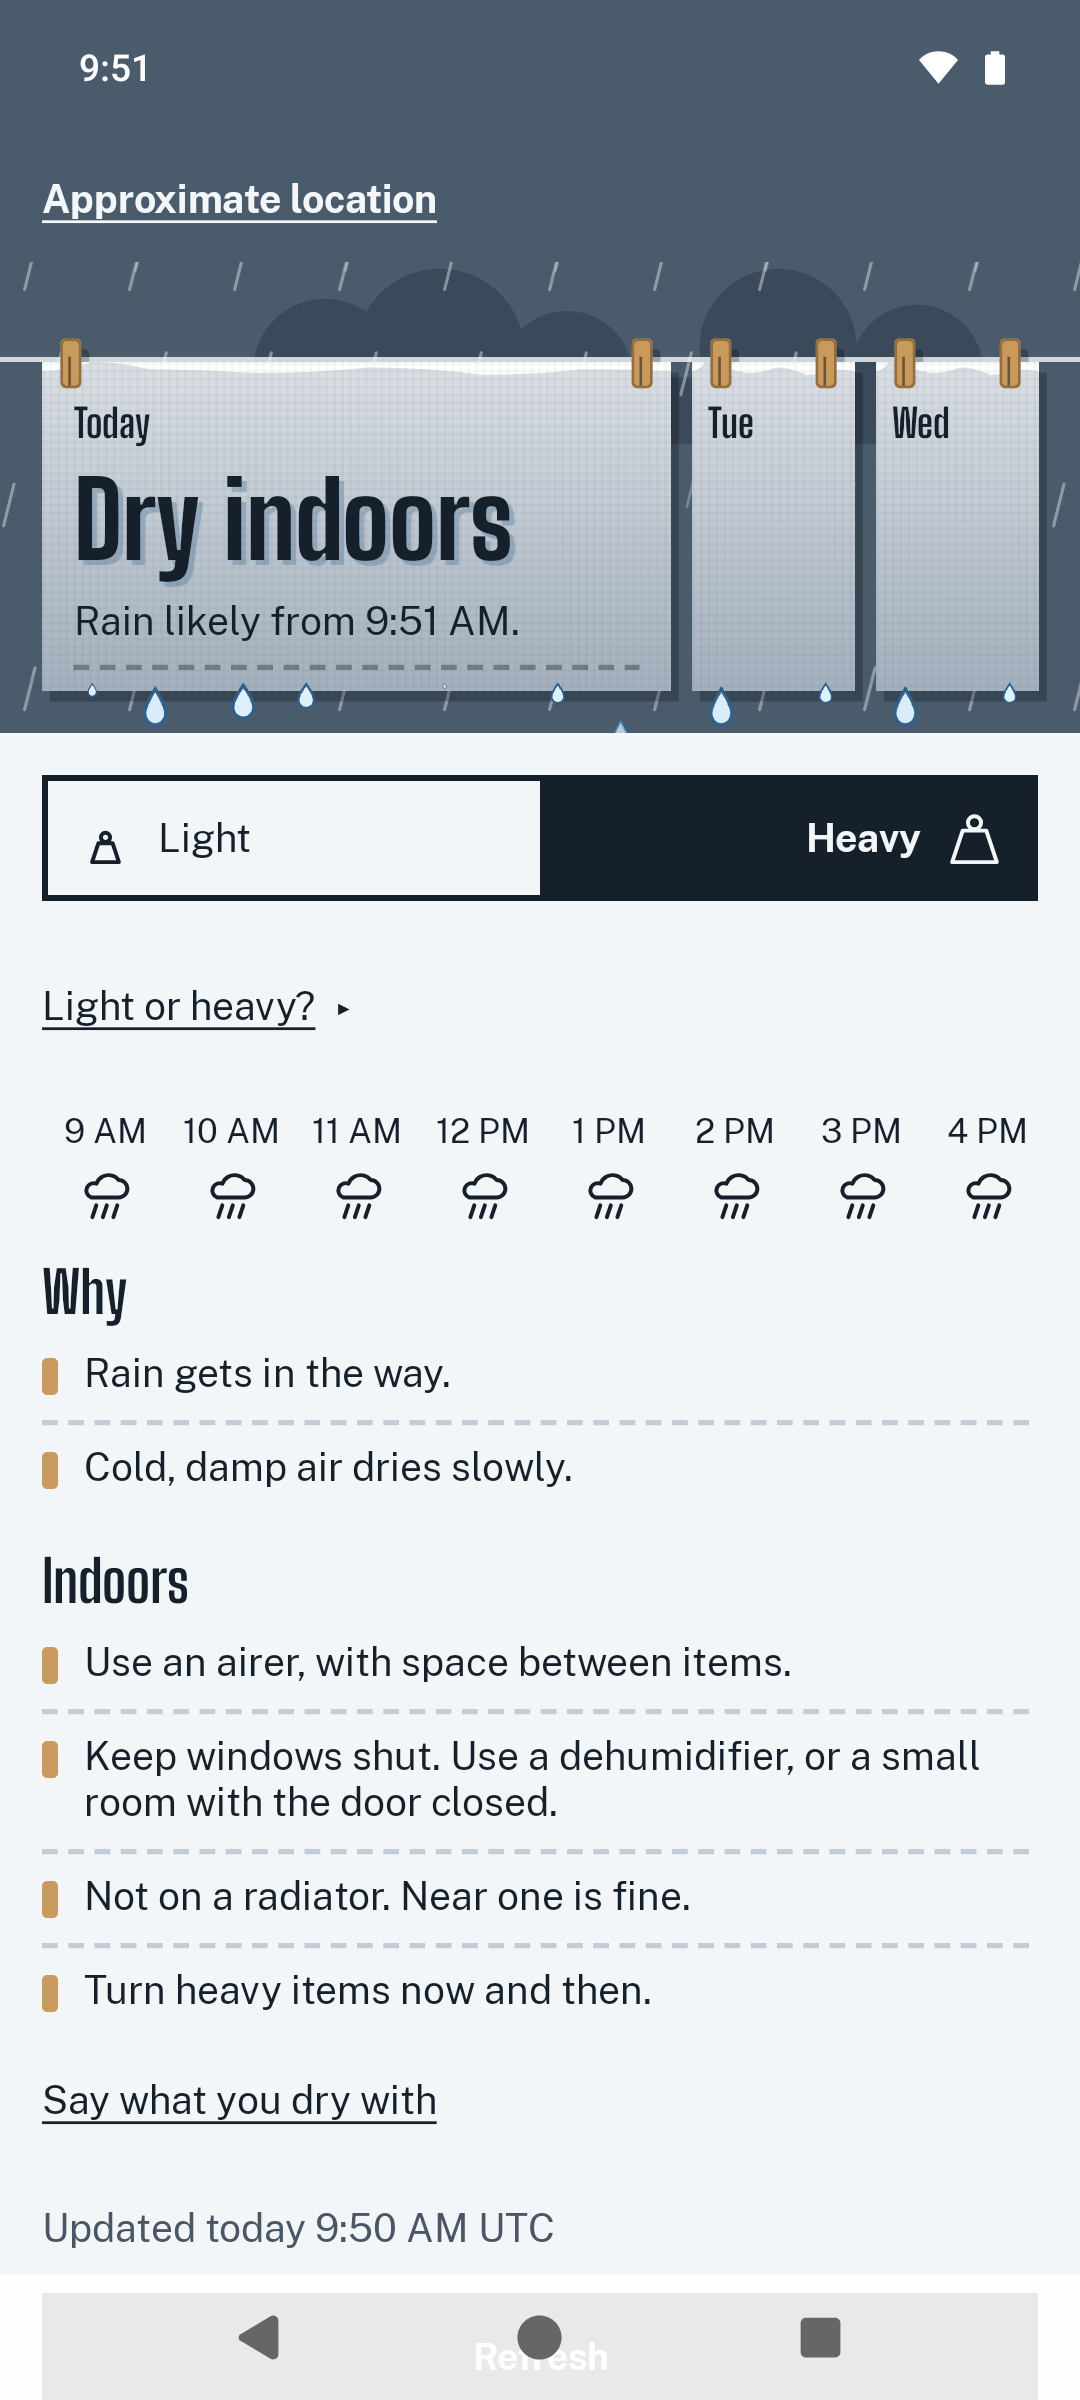 9:51
Approximate location
Today
Dry indoors
Rain likely from 9:51 AM.
Tue
Wed
Light
Heavy
Light or heavy? ▸
9 AM 10 AM 11 AM 12 PM 1 PM 2 PM 3 PM 4 PM
Why
Rain gets in the way.
Cold, damp air dries slowly.
Indoors
Use an airer, with space between items.
Keep windows shut. Use a dehumidifier, or a small
room with the door closed.
Not on a radiator. Near one is fine.
Turn heavy items now and then.
Say what you dry with
Updated today 9:50 AM UTC
Refresh